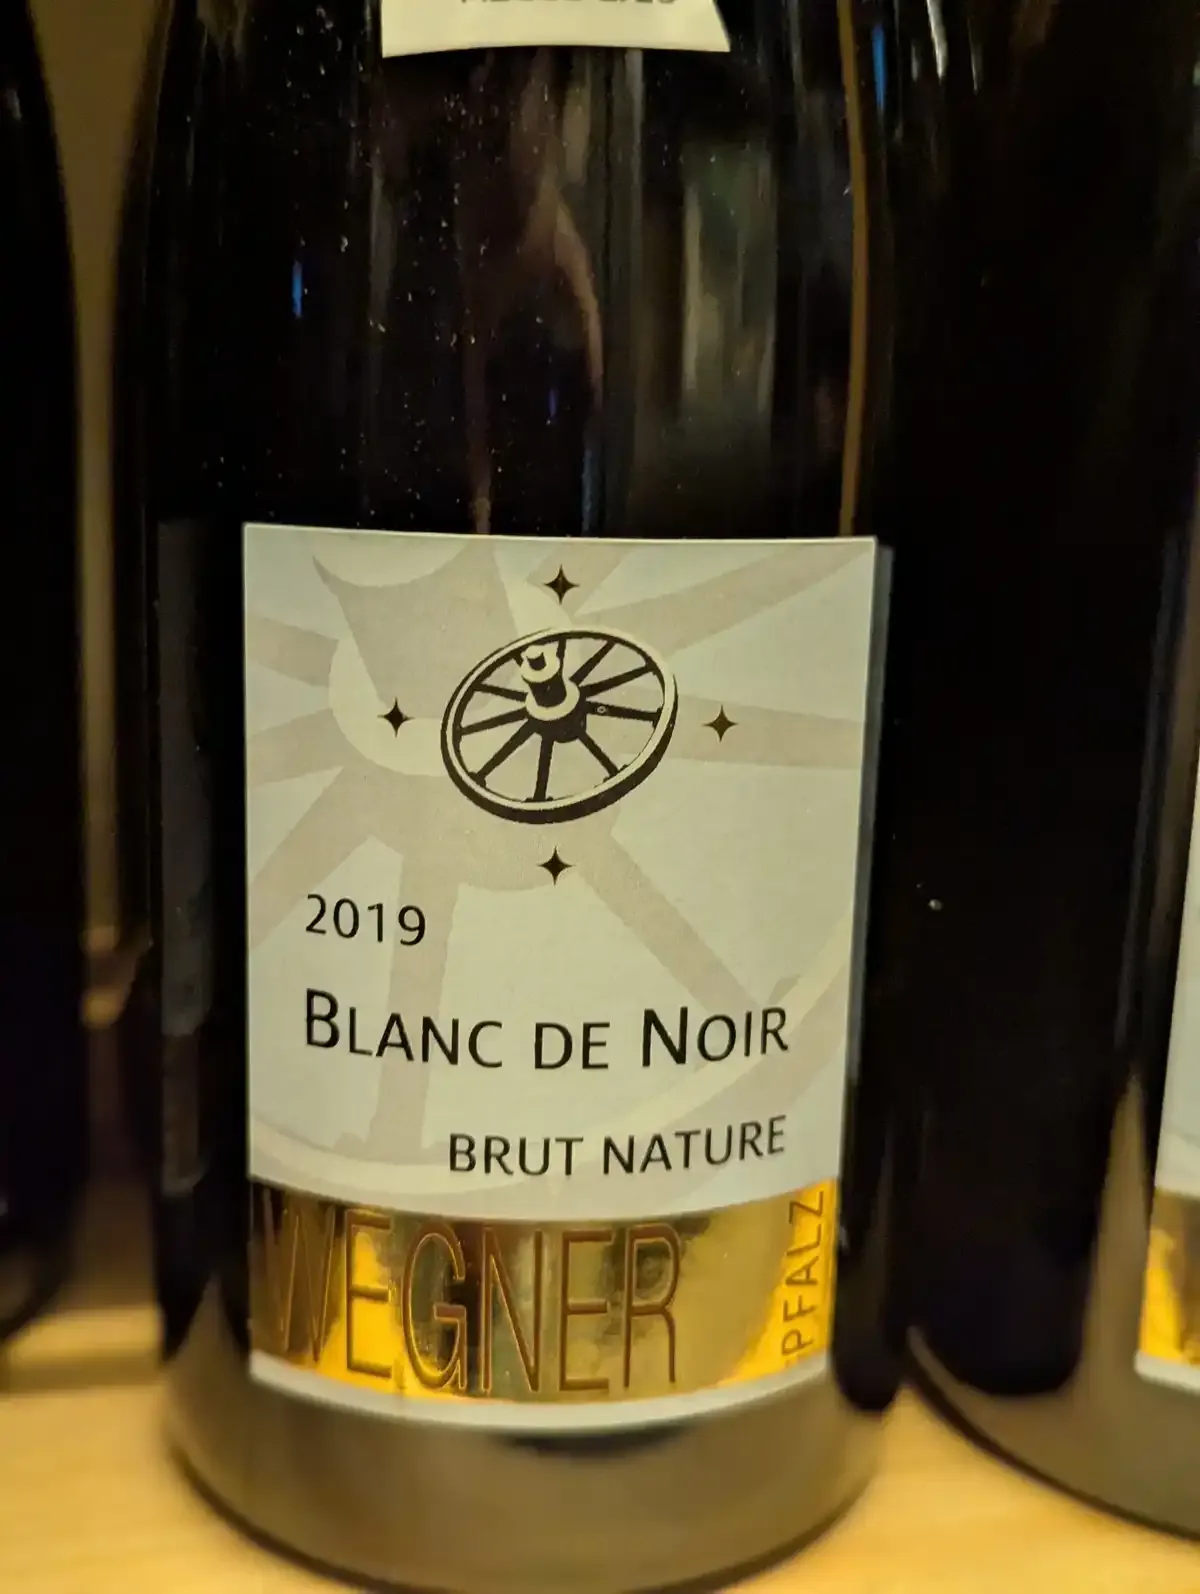 2019
BLANC DE NOIR
BRUT NATURE
WEGNER
PFALZ